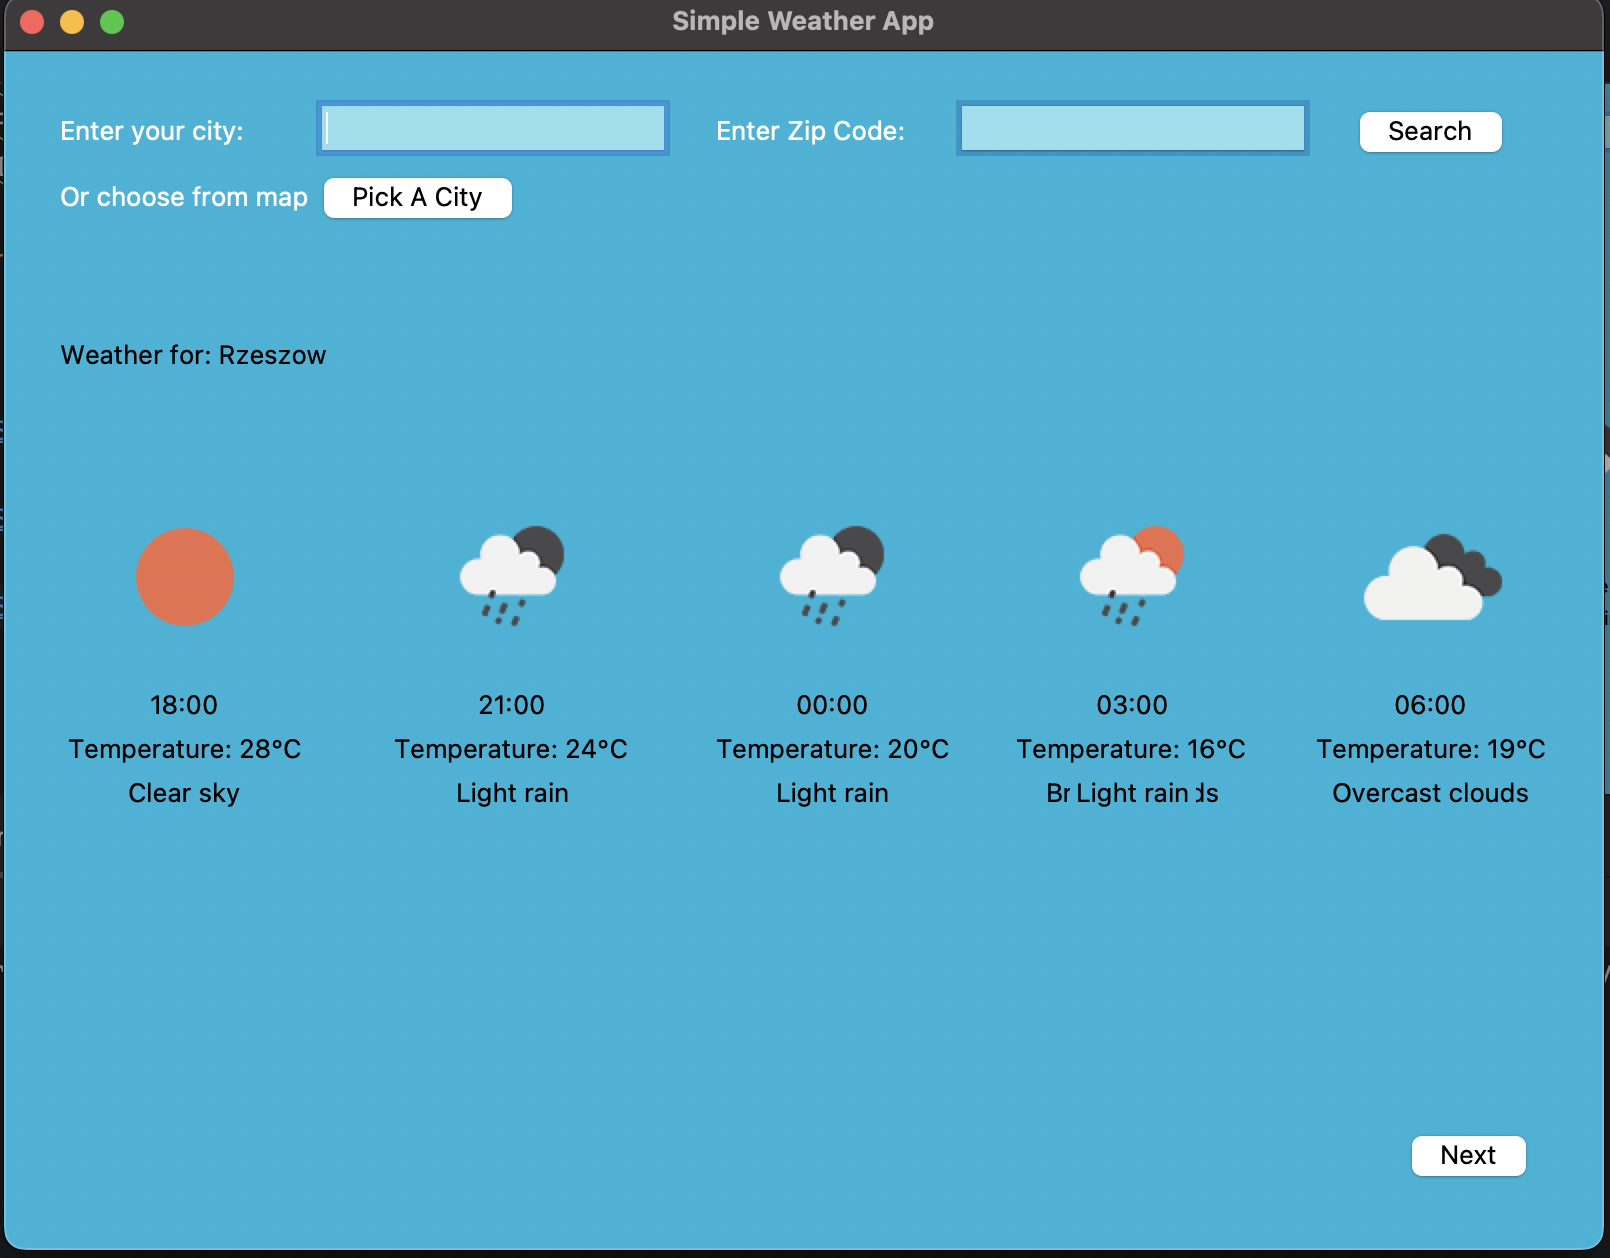 Simple Weather App
Enter your city:
Enter Zip Code:
Search
Or choose from map
Pick A City
Weather for: Rzeszow
18:00
21:00
00:00
03:00
06:00
Temperature: 28°C
Temperature: 24°C
Temperature: 20°C
Temperature: 16°C
Temperature: 19°C
Clear sky
Light rain
Light rain
Br Light rain ds
Overcast clouds
Next